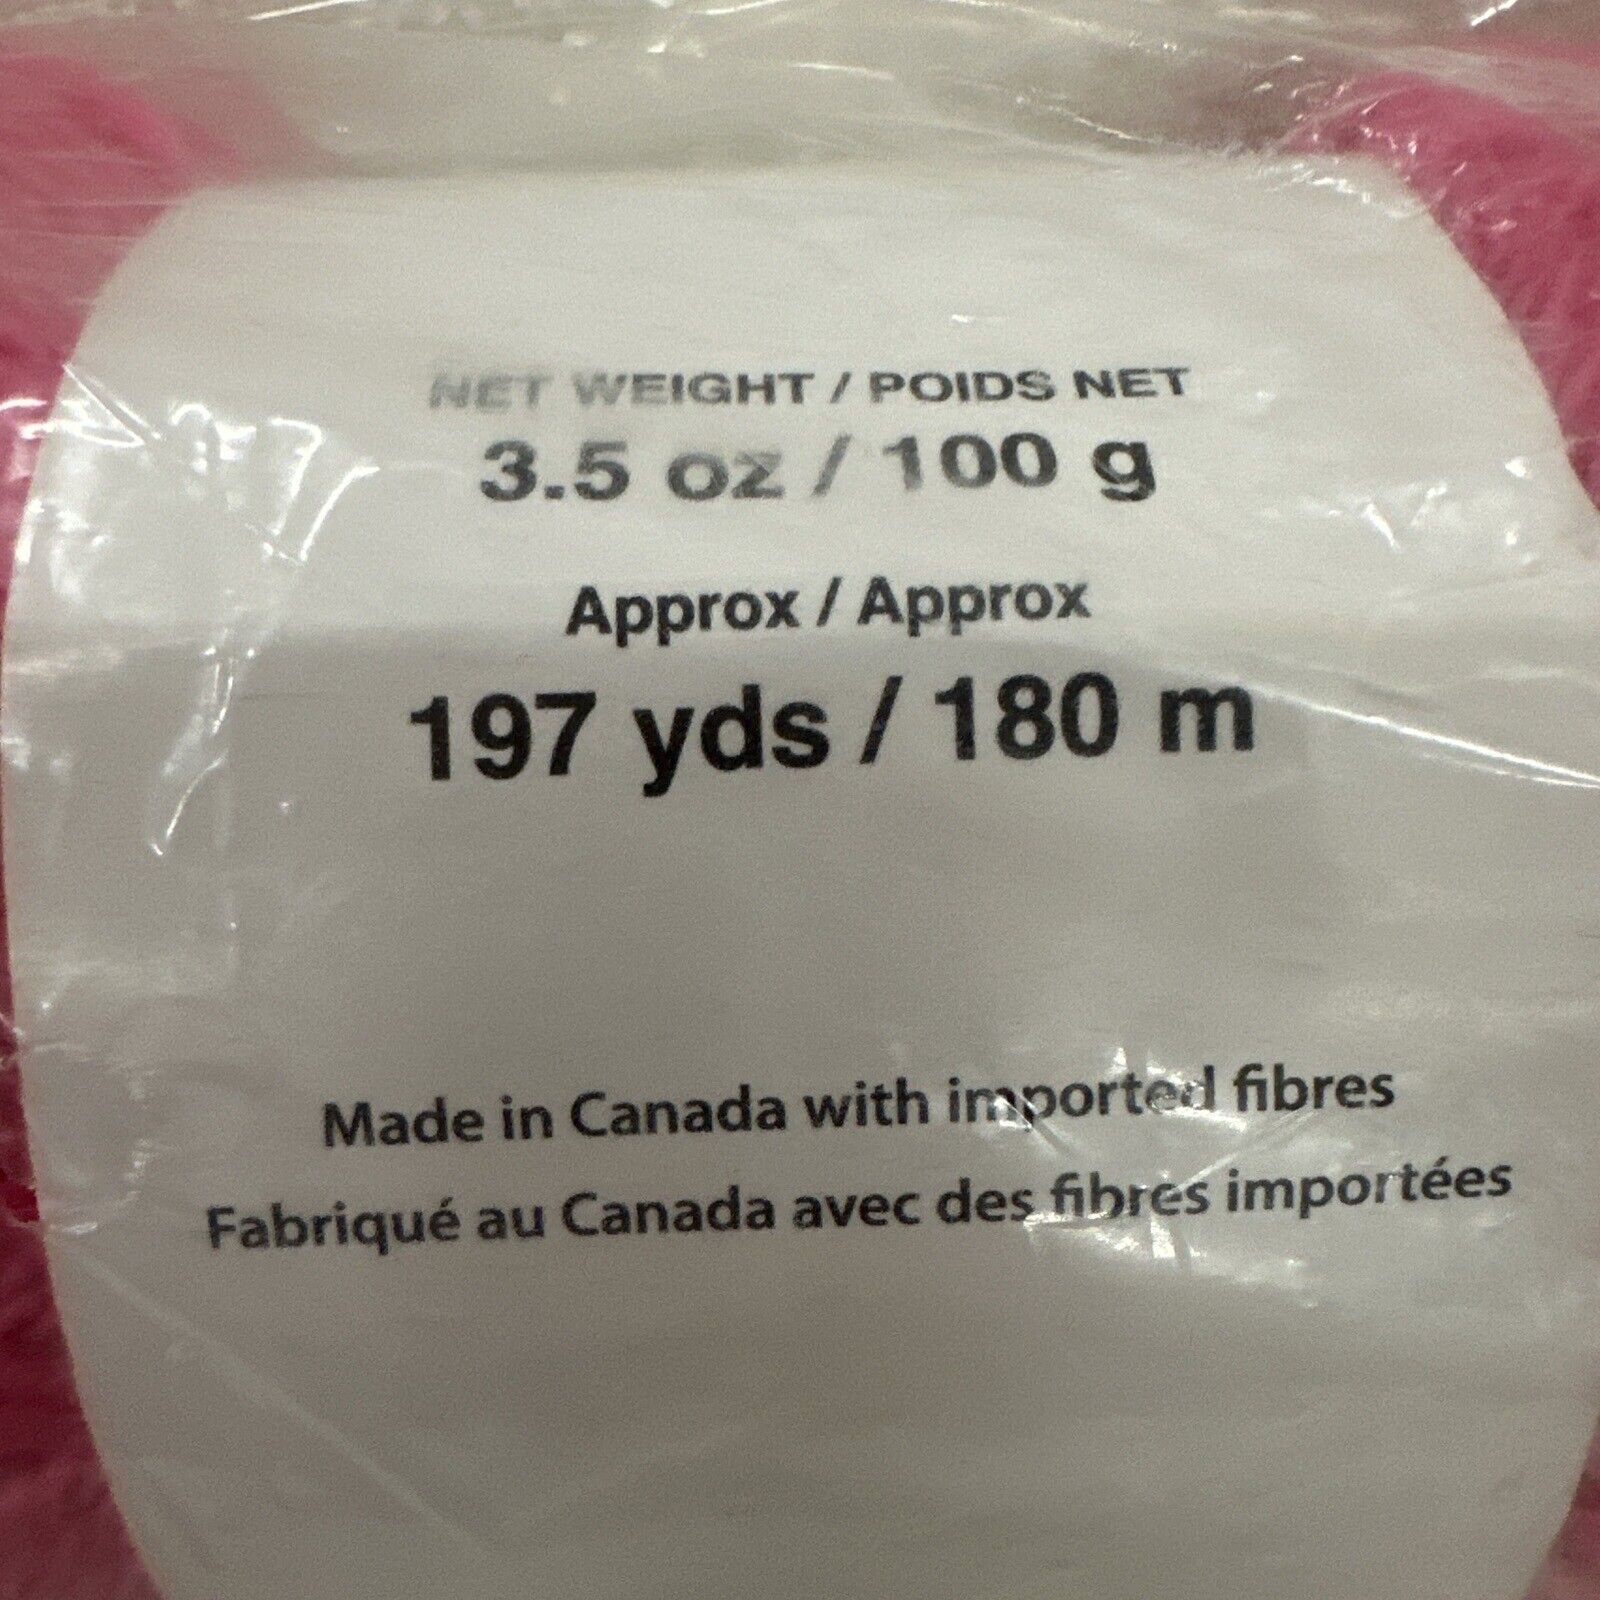 NET WEIGHT / POIDS NET
3.5 oz / 100 g
Approx / Approx
197 yds / 180 m
Made in Canada with imported fibres
Fabriqué au Canada avec des fibres importées